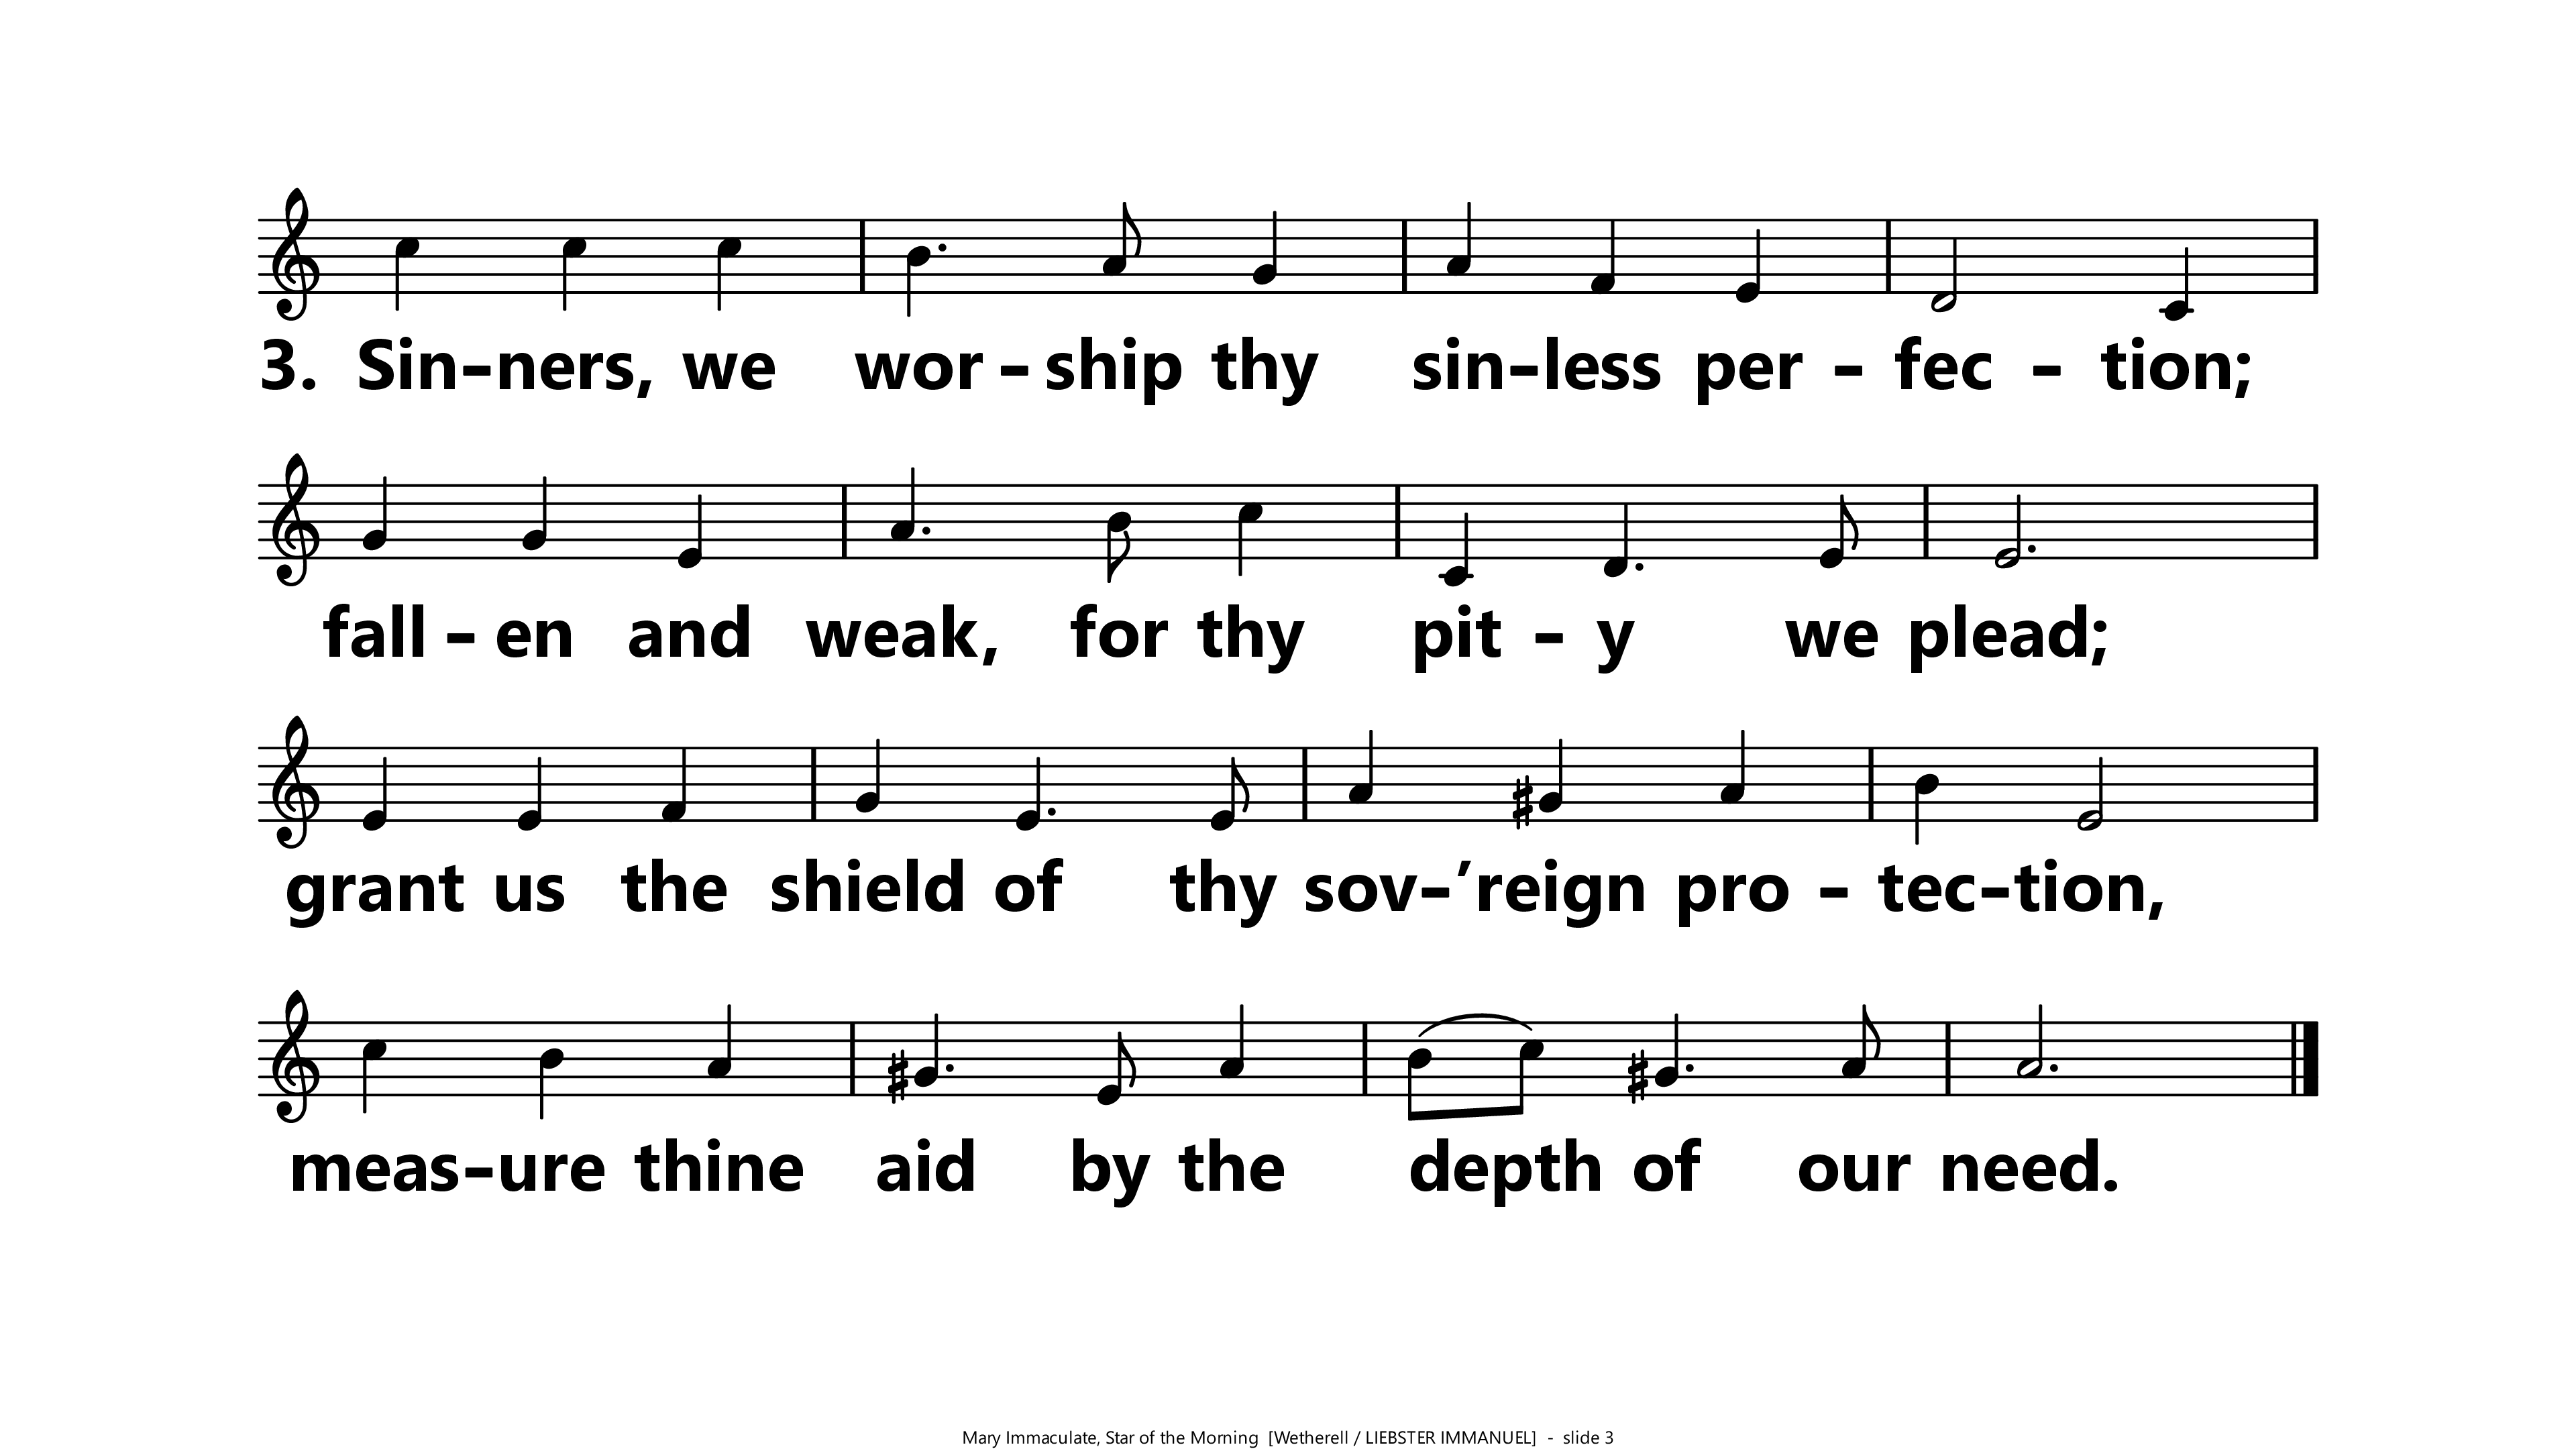 3. Sin-ners, we wor-ship thy sin-less per-fec-tion;
fall-en and weak, for thy pit-y we plead;
grant us the shield of thy sov-’reign pro-tec-tion,
meas-ure thine aid by the depth of our need.
Mary Immaculate, Star of the Morning [Wetherell / LIEBSTER IMMANUEL] - slide 3